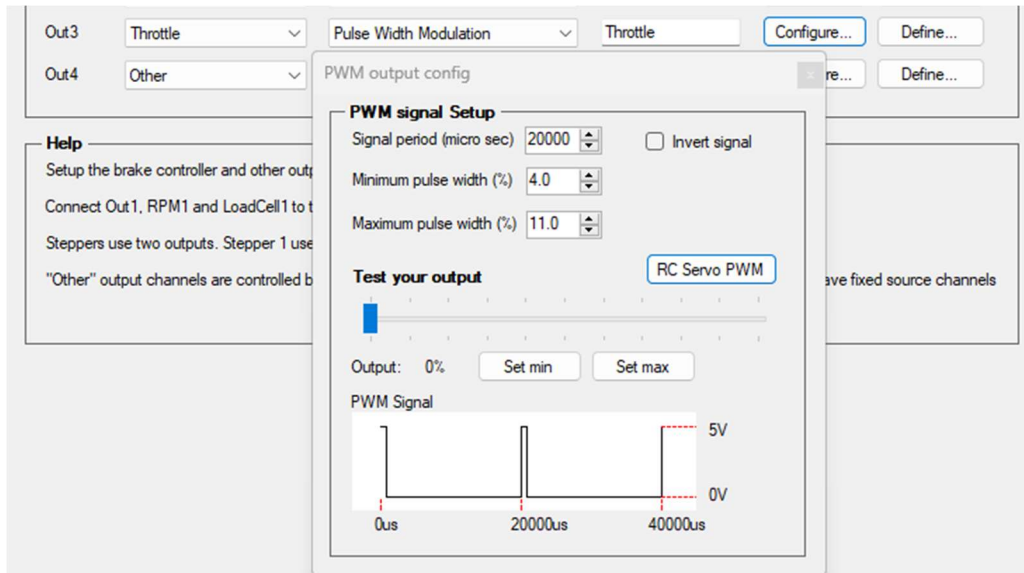 Out3 Throttle Pulse Width Modulation Throttle Configure... Define...
Out4 Other re... Define...
PWM output config x
PWM signal Setup
Signal period (micro sec) 20000 Invert signal
Minimum pulse width (%) 4.0
Maximum pulse width (%) 11.0
RC Servo PWM
Test your output
Output: 0% Set min Set max
PWM Signal
5V
0V
0us 20000us 40000us
Help
Setup the brake controller and other outp
Connect Out1, RPM1 and LoadCell1 to t
Steppers use two outputs. Stepper 1 use
"Other" output channels are controlled b ave fixed source channels